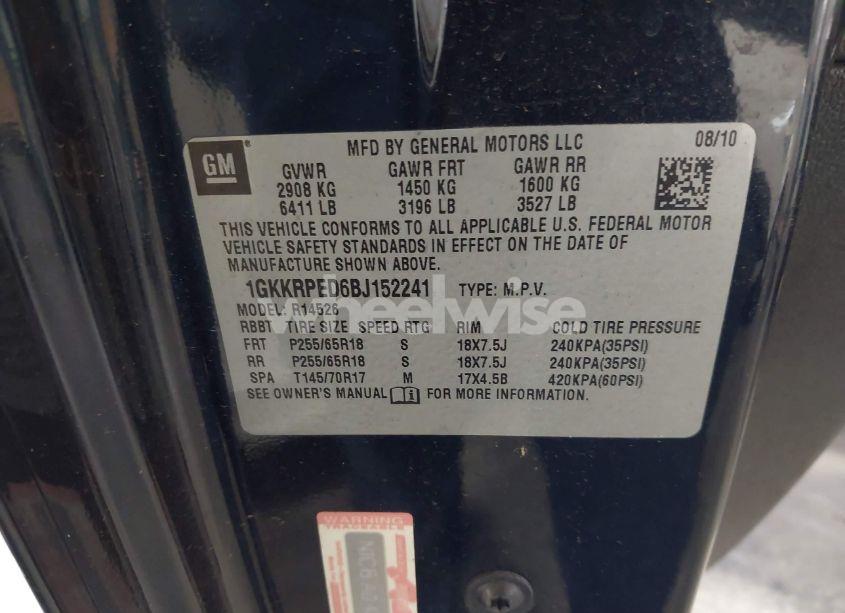 GM
MFD BY GENERAL MOTORS LLC 08/10
GVWR GAWR FRT GAWR RR
2908 KG 1450 KG 1600 KG
6411 LB 3196 LB 3527 LB
THIS VEHICLE CONFORMS TO ALL APPLICABLE U.S. FEDERAL MOTOR
VEHICLE SAFETY STANDARDS IN EFFECT ON THE DATE OF
MANUFACTURE SHOWN ABOVE.
1GKKRPED6BJ152241 TYPE: M.P.V.
MODEL: R14526
wheelwise
RBBT TIRE SIZE SPEED RTG RIM COLD TIRE PRESSURE
FRT P255/65R18 S 18X7.5J 240KPA(35PSI)
RR P255/65R18 S 18X7.5J 240KPA(35PSI)
SPA T145/70R17 M 17X4.5B 420KPA(60PSI)
SEE OWNER'S MANUAL FOR MORE INFORMATION.
WARNING
TRACEABLE